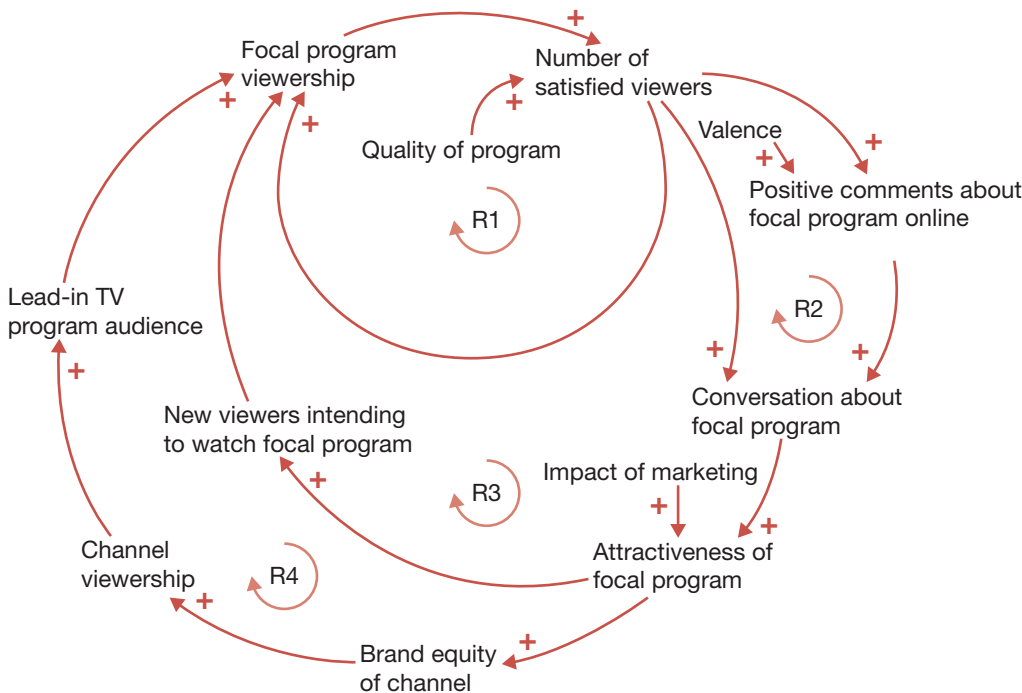 Focal program
viewership
Number of
satisfied viewers
Quality of program
Valence
Positive comments about
focal program online
R1
R2
Lead-in TV
program audience
Conversation about
focal program
New viewers intending
to watch focal program
Impact of marketing
R3
Attractiveness of
focal program
Channel
viewership
R4
Brand equity
of channel
+
+
+
+
+
+
+
+
+
+
+
+
+
+